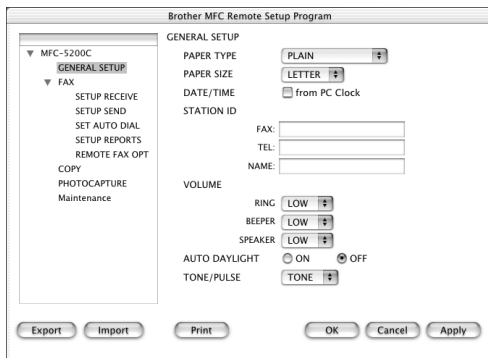 Brother MFC Remote Setup Program
MFC-5200C
GENERAL SETUP
FAX
SETUP RECEIVE
SETUP SEND
SET AUTO DIAL
SETUP REPORTS
REMOTE FAX OPT
COPY
PHOTOCAPTURE
Maintenance
GENERAL SETUP
PAPER TYPE PLAIN
PAPER SIZE LETTER
DATE/TIME from PC Clock
STATION ID
FAX:
TEL:
NAME:
VOLUME
RING LOW
BEEPER LOW
SPEAKER LOW
AUTO DAYLIGHT ON OFF
TONE/PULSE TONE
Export Import Print OK Cancel Apply